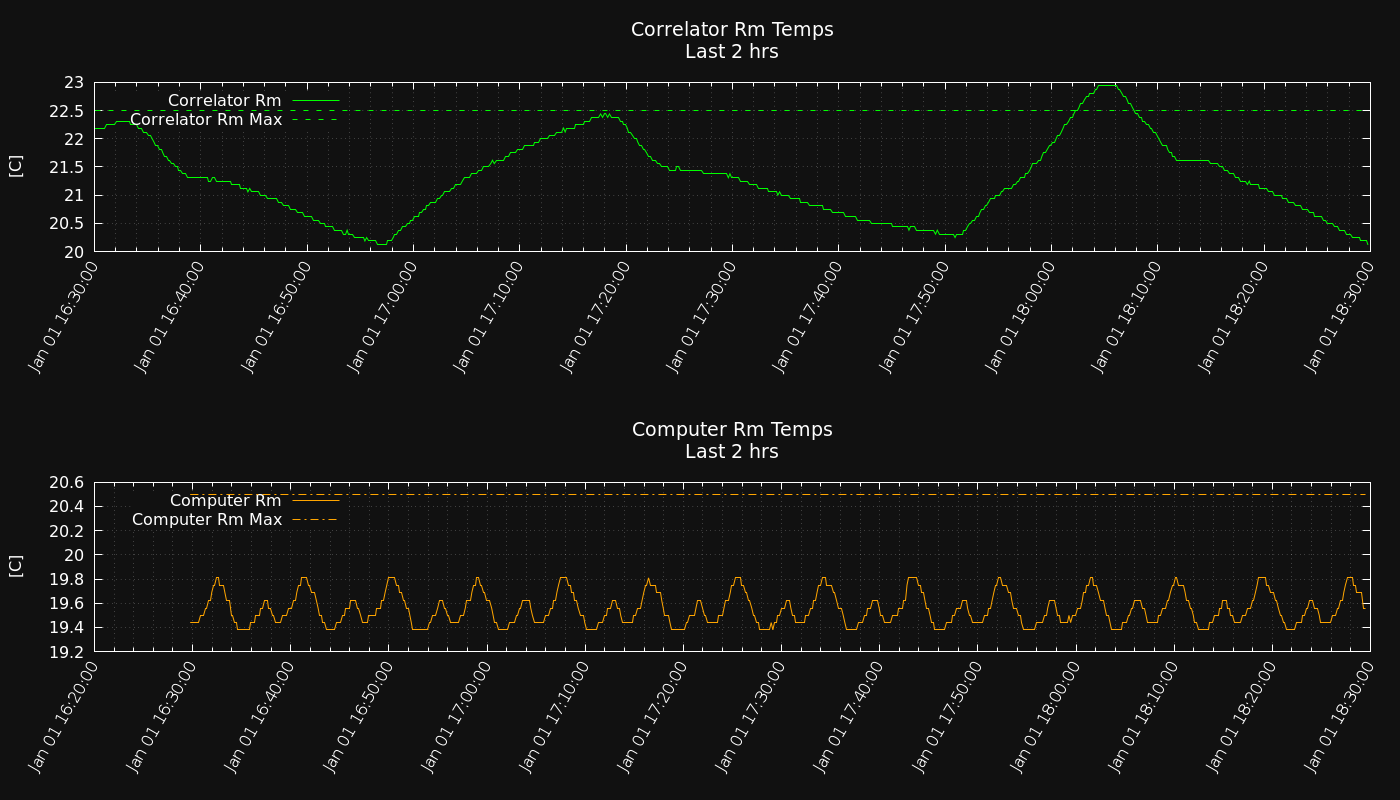 Correlator Rm Temps
Last 2 hrs
[C]
23
22.5
22
21.5
21
20.5
20
Correlator Rm
Correlator Rm Max
Jan 01 16:30:00
Jan 01 16:40:00
Jan 01 16:50:00
Jan 01 17:00:00
Jan 01 17:10:00
Jan 01 17:20:00
Jan 01 17:30:00
Jan 01 17:40:00
Jan 01 17:50:00
Jan 01 18:00:00
Jan 01 18:10:00
Jan 01 18:20:00
Jan 01 18:30:00
Computer Rm Temps
Last 2 hrs
[C]
20.6
20.4
20.2
20
19.8
19.6
19.4
19.2
Computer Rm
Computer Rm Max
Jan 01 16:20:00
Jan 01 16:30:00
Jan 01 16:40:00
Jan 01 16:50:00
Jan 01 17:00:00
Jan 01 17:10:00
Jan 01 17:20:00
Jan 01 17:30:00
Jan 01 17:40:00
Jan 01 17:50:00
Jan 01 18:00:00
Jan 01 18:10:00
Jan 01 18:20:00
Jan 01 18:30:00